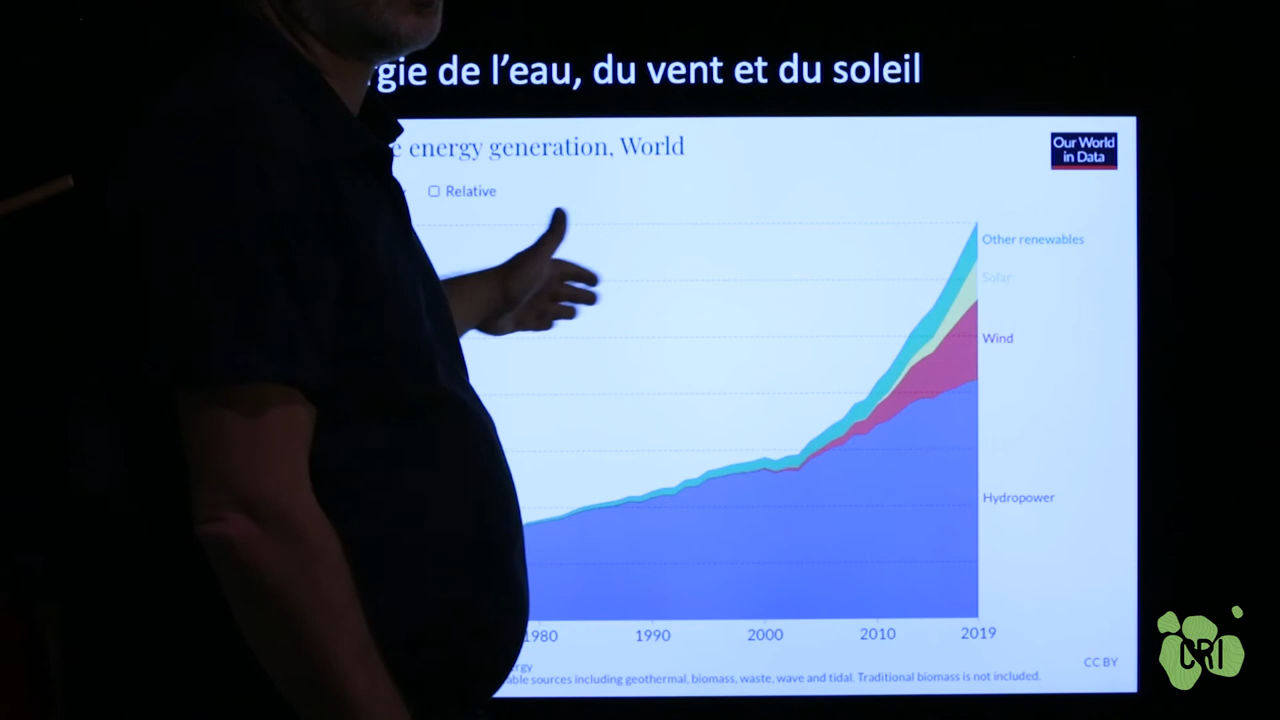 rgie de l'eau, du vent et du soleil
e energy generation, World
Our World
in Data
Relative
Other renewables
Solar
Wind
Hydropower
1980
1990
2000
2010
2019
rgy
CC BY
able sources including geothermal, biomass, waste, wave and tidal. Traditional biomass is not included.
CRI